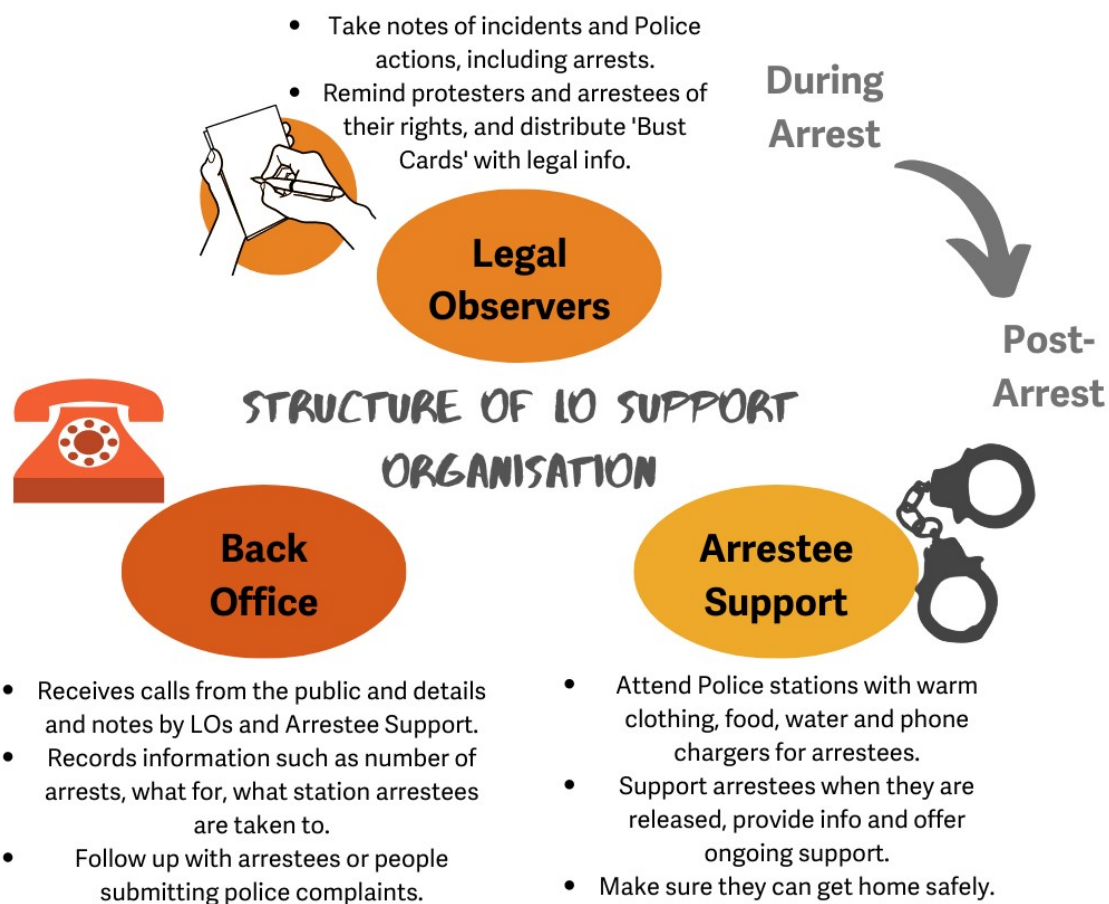 • Take notes of incidents and Police
actions, including arrests.
• Remind protesters and arrestees of
their rights, and distribute 'Bust
Cards' with legal info.
During
Arrest
Legal
Observers
Post-
Arrest
STRUCTURE OF LO SUPPORT
ORGANISATION
Back
Office
Arrestee
Support
• Receives calls from the public and details
and notes by LOs and Arrestee Support.
• Records information such as number of
arrests, what for, what station arrestees
are taken to.
• Follow up with arrestees or people
submitting police complaints.
• Attend Police stations with warm
clothing, food, water and phone
chargers for arrestees.
• Support arrestees when they are
released, provide info and offer
ongoing support.
• Make sure they can get home safely.